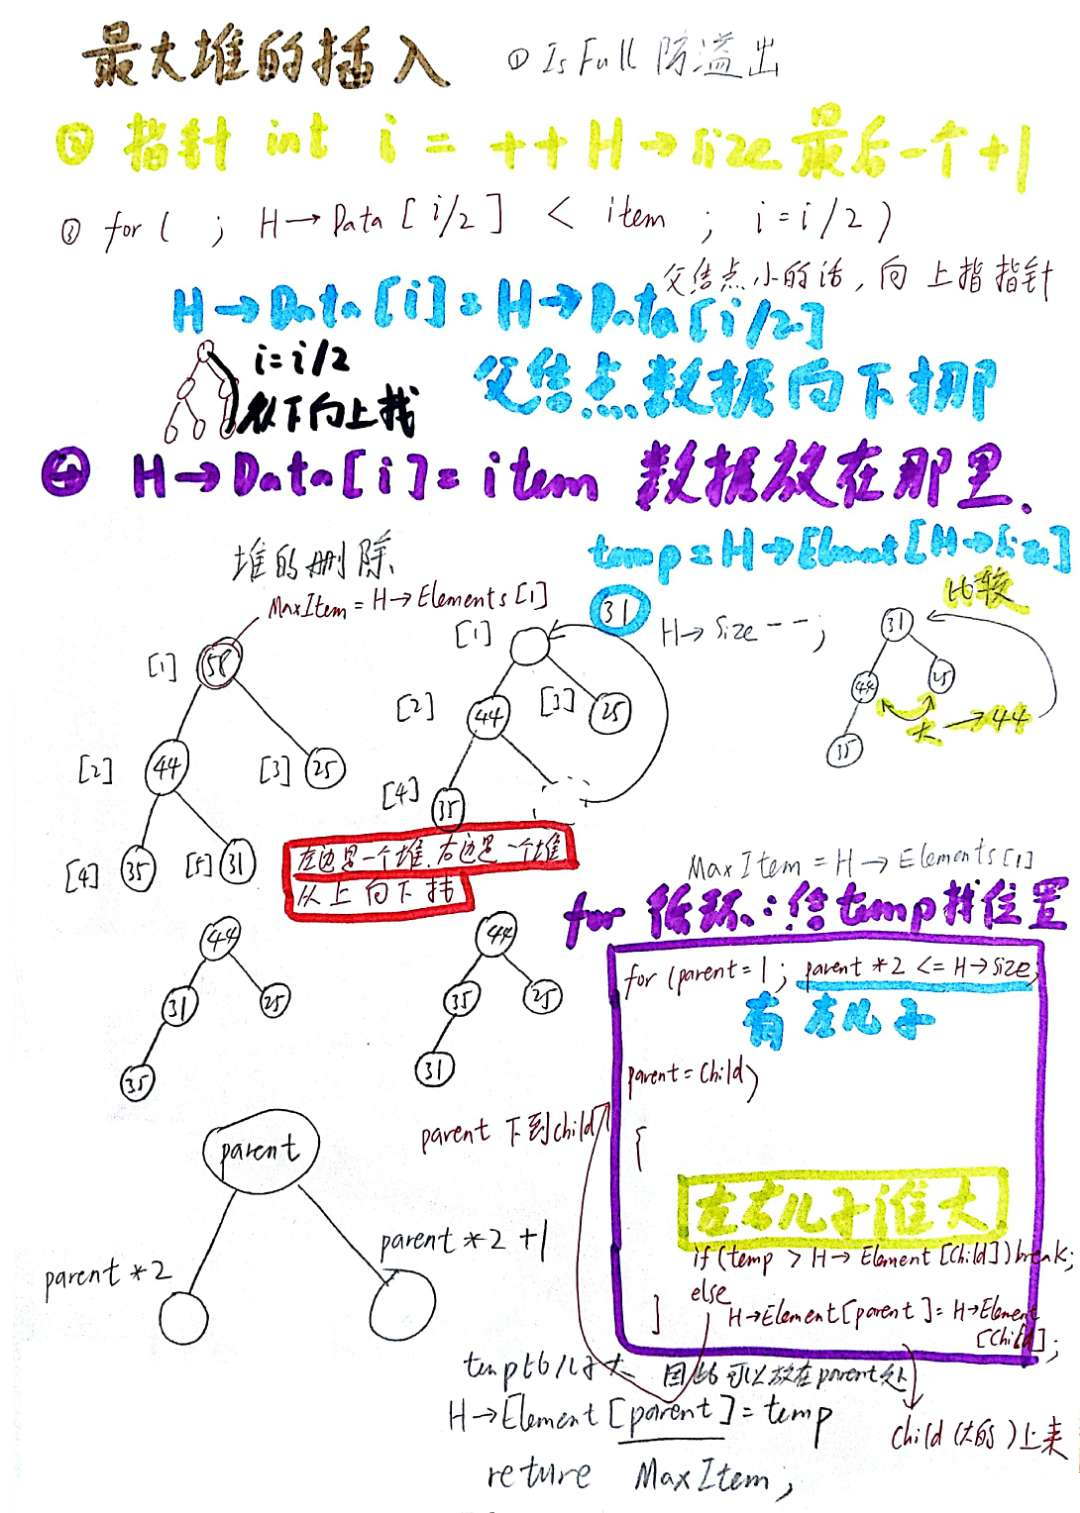 最大堆的插入 ① IsFull 防溢出
② 指针 int i = ++H→size 最后一个+1
③ for( ; H→Data[i/2] < item ; i=i/2)
父结点小的话,向上指指针
H→Data[i]=H→Data[i/2]
i=i/2
父结点数据向下挪
从下向上找
④ H→Data[i]=item 数据放在那里.
堆的删除
temp=H→Element[H→size]
MaxItem=H→Elements[1]
31
H→size--;
比较
[1] 58
[2] 44
[3] 25
[4] 35
[5] 31
[1]
[2] 44
[3] 25
[4] 35
31
44
25
35
大→44
左边是一个堆.右边是一个堆
从上向下找
MaxItem=H→Elements[1]
for 循环:给temp找位置
44
31
25
35
44
35
25
31
for(parent=1; parent*2<=H→size;
有左儿子
parent=Child)
parent 下到child
{
左右儿子谁大
if(temp > H→Element[Child])break;
else
H→Element[parent]=H→Element
[Child];
}
parent
parent*2
parent*2+1
temp比儿子大 因此可以放在parent处
H→Element[parent]=temp
child(大的)上来
reture MaxItem;